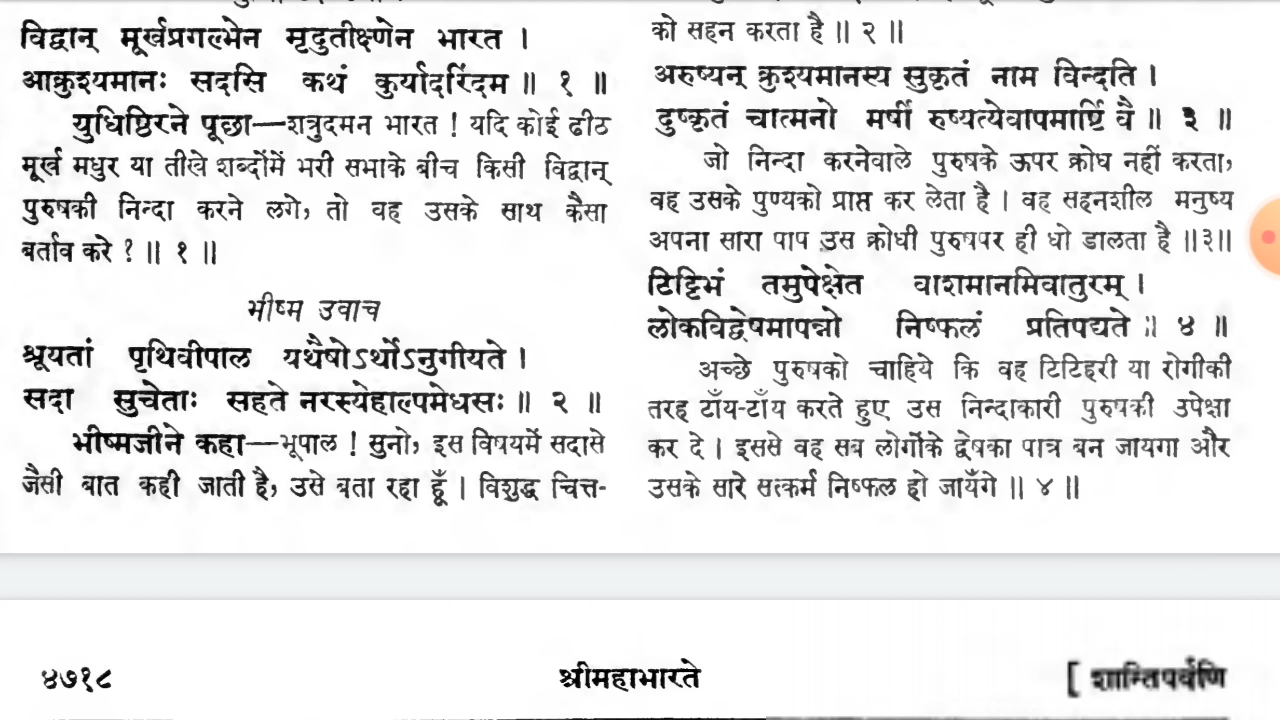 विद्वान् मूर्खप्रगल्भेन मृदुतीक्ष्णेन भारत ।
आक्रुश्यमानः सदसि कथं कुर्यादरिंदम ॥ १ ॥
युधिष्ठिरने पूछा—शत्रुदमन भारत ! यदि कोई ढीठ
मूर्ख मधुर या तीखे शब्दोंमें भरी सभाके बीच किसी विद्वान्
पुरुषकी निन्दा करने लगे, तो वह उसके साथ कैसा
बर्ताव करे ? ॥ १ ॥
भीष्म उवाच
श्रूयतां पृथिवीपाल यथैषोऽर्थोऽनुगीयते ।
सदा सुचेताः सहते नरस्येहाल्पमेधसः ॥ २ ॥
भीष्मजीने कहा—भूपाल ! सुनो, इस विषयमें सदासे
जैसी बात कही जाती है, उसे बता रहा हूँ । विशुद्ध चित्त-
को सहन करता है ॥ २ ॥
अरुष्यन् क्रुश्यमानस्य सुकृतं नाम विन्दति ।
दुष्कृतं चात्मनो मर्षी रुष्यत्येवापमार्ष्टि वै ॥ ३ ॥
जो निन्दा करनेवाले पुरुषके ऊपर क्रोध नहीं करता,
वह उसके पुण्यको प्राप्त कर लेता है । वह सहनशील मनुष्य
अपना सारा पाप उस क्रोधी पुरुषपर ही धो डालता है ॥३॥
टिट्टिभं तमुपेक्षेत वाशमानमिवातुरम् ।
लोकविद्वेषमापन्नो निष्फलं प्रतिपद्यते ॥ ४ ॥
अच्छे पुरुषको चाहिये कि वह टिटिहरी या रोगीकी
तरह टाँय-टाँय करते हुए उस निन्दाकारी पुरुषकी उपेक्षा
कर दे । इससे वह सब लोगोंके द्वेषका पात्र बन जायगा और
उसके सारे सत्कर्म निष्फल हो जायँगे ॥ ४ ॥
४७१८ श्रीमहाभारते [ शान्तिपर्वणि